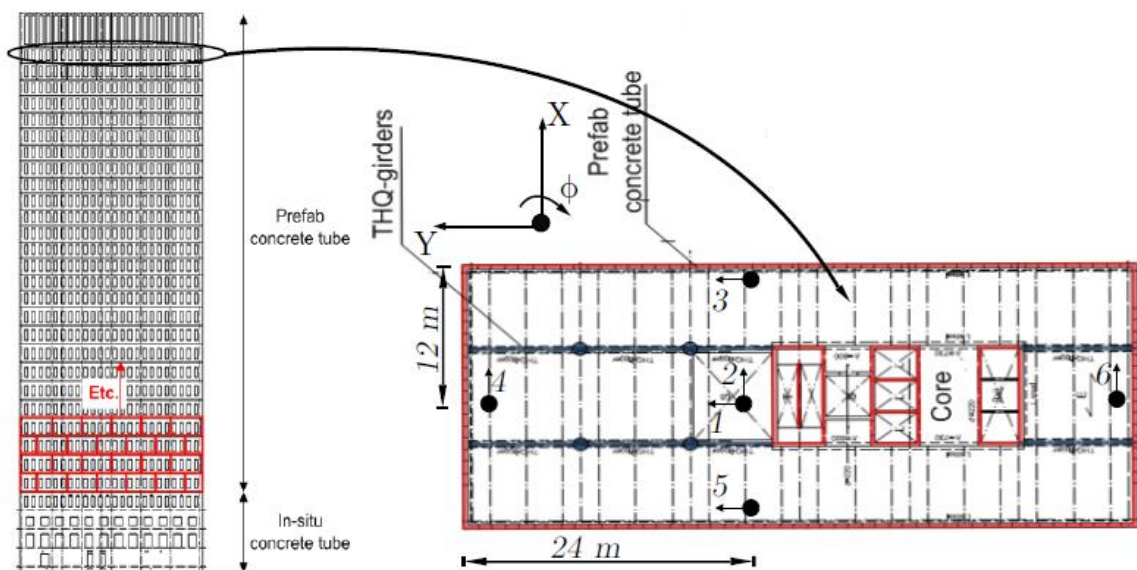 Prefab
concrete tube
Etc.
In-situ
concrete tube
THQ-girders
Prefab
concrete tube
X
ϕ
Y
12 m
3
4
2
1
6
5
Core
24 m